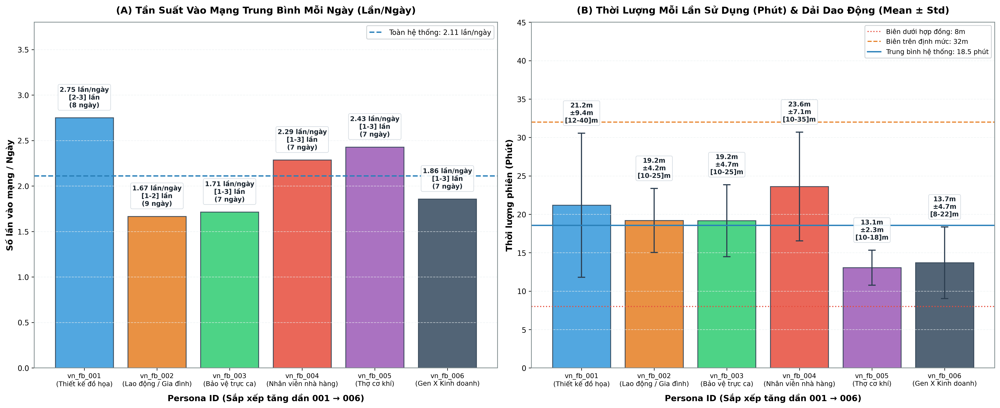 (A) Tần Suất Vào Mạng Trung Bình Mỗi Ngày (Lần/Ngày)
Toàn hệ thống: 2.11 lần/ngày
Số lần vào mạng / Ngày
3.5
3.0
2.5
2.0
1.5
1.0
0.5
0.0
2.75 lần/ngày
[2-3] lần
(8 ngày)
1.67 lần/ngày
[1-2] lần
(9 ngày)
1.71 lần/ngày
[1-3] lần
(7 ngày)
2.29 lần/ngày
[1-3] lần
(7 ngày)
2.43 lần/ngày
[1-3] lần
(7 ngày)
1.86 lần/ngày
[1-3] lần
(7 ngày)
vn_fb_001
(Thiết kế đồ họa)
vn_fb_002
(Lao động / Gia đình)
vn_fb_003
(Bảo vệ trực ca)
vn_fb_004
(Nhân viên nhà hàng)
vn_fb_005
(Thợ cơ khí)
vn_fb_006
(Gen X Kinh doanh)
Persona ID (Sắp xếp tăng dần 001 → 006)
(B) Thời Lượng Mỗi Lần Sử Dụng (Phút) & Dải Dao Động (Mean ± Std)
Biên dưới hợp đồng: 8m
Biên trên định mức: 32m
Trung bình hệ thống: 18.5 phút
Thời lượng phiên (Phút)
45
40
35
30
25
20
15
10
5
0
21.2m
±9.4m
[12-40]m
19.2m
±4.2m
[10-25]m
19.2m
±4.7m
[10-25]m
23.6m
±7.1m
[10-35]m
13.1m
±2.3m
[10-18]m
13.7m
±4.7m
[8-22]m
vn_fb_001
(Thiết kế đồ họa)
vn_fb_002
(Lao động / Gia đình)
vn_fb_003
(Bảo vệ trực ca)
vn_fb_004
(Nhân viên nhà hàng)
vn_fb_005
(Thợ cơ khí)
vn_fb_006
(Gen X Kinh doanh)
Persona ID (Sắp xếp tăng dần 001 → 006)